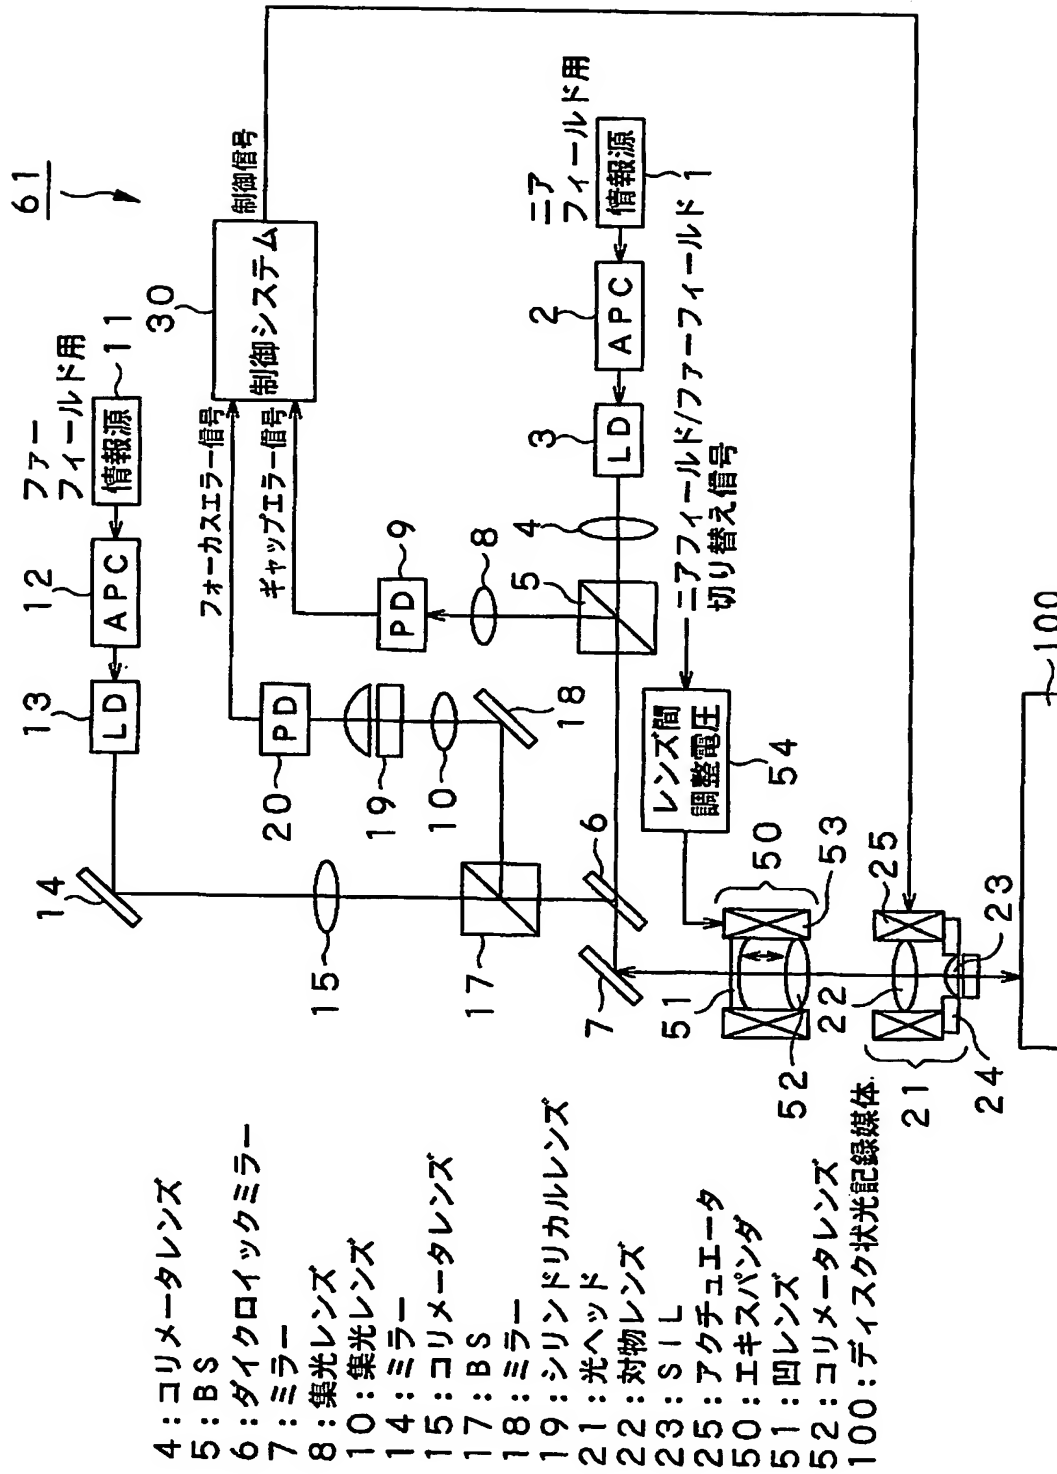 61
ファー
フィールド用
情報源
11
APC
12
LD
13
14
15
17
制御システム
30
制御信号
フォーカスエラー信号
ギャップエラー信号
PD
20
19
10
18
PD
9
8
ニア
フィールド用
情報源
1
APC
2
LD
3
4
5
6
7
ニアフィールド/ファーフィールド
切り替え信号
レンズ間
調整電圧
54
50
53
51
52
25
22
23
21
24
100
4:コリメータレンズ
5:BS
6:ダイクロイックミラー
7:ミラー
8:集光レンズ
10:集光レンズ
14:ミラー
15:コリメータレンズ
17:BS
18:ミラー
19:シリンドリカルレンズ
21:光ヘッド
22:対物レンズ
23:SIL
25:アクチュエータ
50:エキスパンダ
51:凹レンズ
52:コリメータレンズ
100:ディスク状光記録媒体